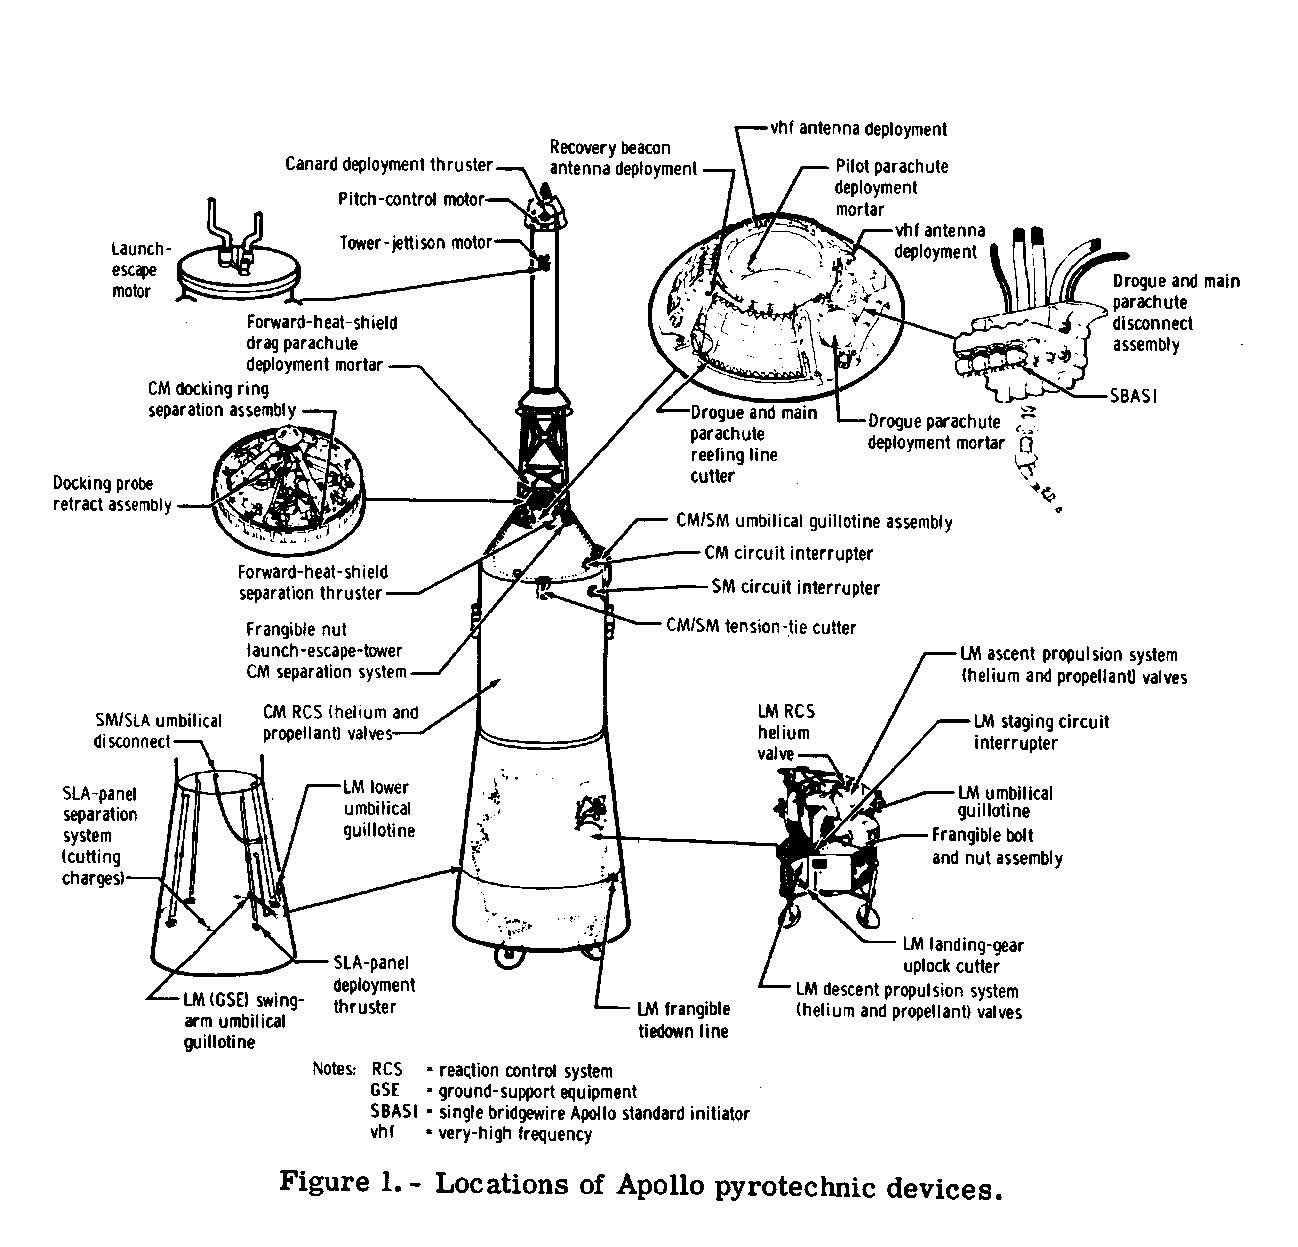 vhf antenna deployment
Recovery beacon
antenna deployment
Canard deployment thruster
Pilot parachute
deployment
mortar
Pitch-control motor
Tower-jettison motor
vhf antenna
deployment
Launch-
escape
motor
Drogue and main
parachute
disconnect
assembly
SBASI
Forward-heat-shield
drag parachute
deployment mortar
CM docking ring
separation assembly
Drogue and main
parachute
reefing line
cutter
Drogue parachute
deployment mortar
Docking probe
retract assembly
CM/SM umbilical guillotine assembly
CM circuit interrupter
SM circuit interrupter
CM/SM tension-tie cutter
Forward-heat-shield
separation thruster
Frangible nut
launch-escape-tower
CM separation system
CM RCS (helium and
propellant) valves
SM/SLA umbilical
disconnect
SLA-panel
separation
system
(cutting
charges)
LM lower
umbilical
guillotine
LM ascent propulsion system
(helium and propellant) valves
LM RCS
helium
valve
LM staging circuit
interrupter
LM umbilical
guillotine
Frangible bolt
and nut assembly
LM landing-gear
uplock cutter
LM descent propulsion system
(helium and propellant) valves
SLA-panel
deployment
thruster
LM (GSE) swing-
arm umbilical
guillotine
LM frangible
tiedown line
Notes: RCS = reaction control system
GSE = ground-support equipment
SBASI = single bridgewire Apollo standard initiator
vhf = very-high frequency
Figure 1. - Locations of Apollo pyrotechnic devices.